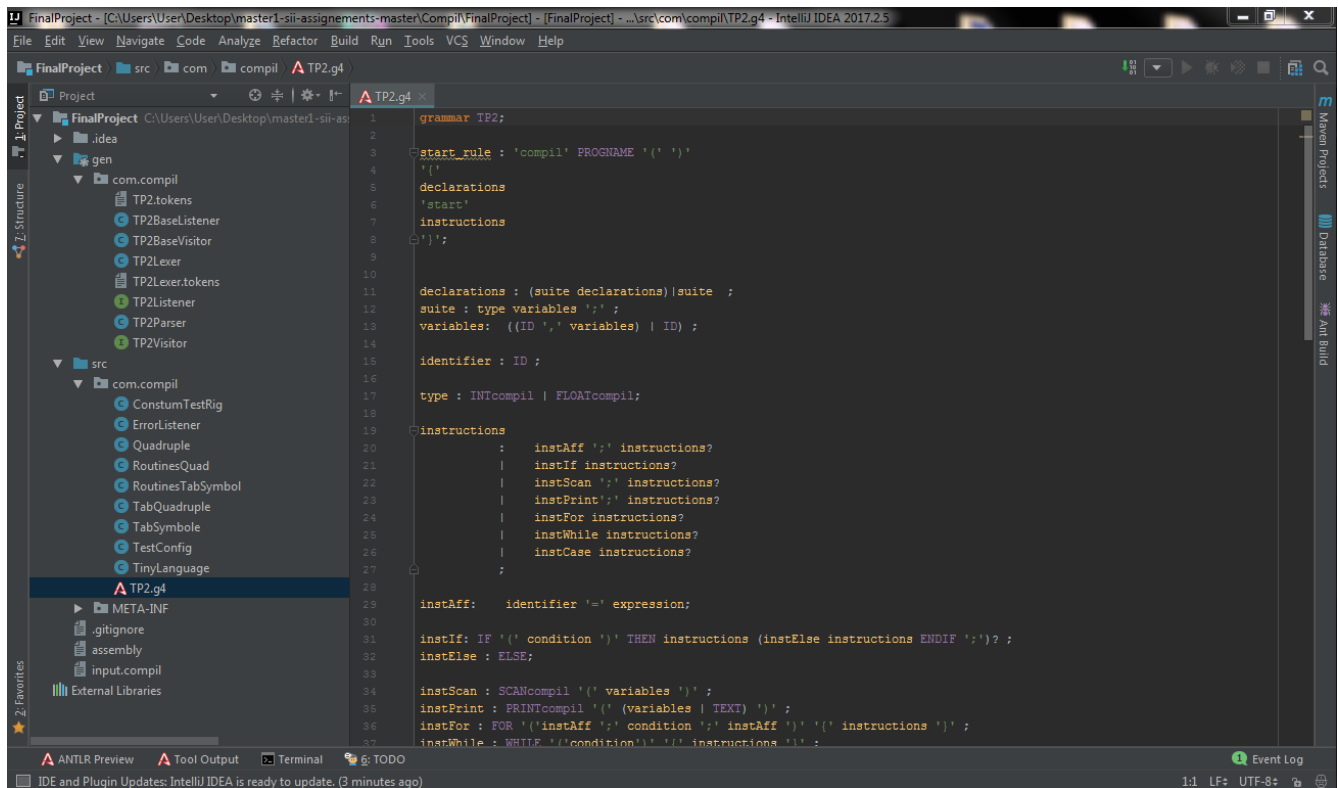 FinalProject - [C:\Users\User\Desktop\master1-sii-assignements-master\Compil\FinalProject] - [FinalProject] - ...\src\com\compil\TP2.g4 - IntelliJ IDEA 2017.2.5
File Edit View Navigate Code Analyze Refactor Build Run Tools VCS Window Help
FinalProject src com compil TP2.g4
Project
TP2.g4
1: Project
7: Structure
2: Favorites
FinalProject C:\Users\User\Desktop\master1-sii-as
.idea
gen
com.compil
TP2.tokens
TP2BaseListener
TP2BaseVisitor
TP2Lexer
TP2Lexer.tokens
TP2Listener
TP2Parser
TP2Visitor
src
com.compil
ConstumTestRig
ErrorListener
Quadruple
RoutinesQuad
RoutinesTabSymbol
TabQuadruple
TabSymbole
TestConfig
TinyLanguage
TP2.g4
META-INF
.gitignore
assembly
input.compil
External Libraries
1 grammar TP2;
2
3 start_rule : 'compil' PROGNAME '(' ')'
4 '{'
5 declarations
6 'start'
7 instructions
8 '}';
9
10
11 declarations : (suite declarations)|suite ;
12 suite : type variables ';' ;
13 variables: ((ID ',' variables) | ID) ;
14
15 identifier : ID ;
16
17 type : INTcompil | FLOATcompil;
18
19 instructions
20 : instAff ';' instructions?
21 | instIf instructions?
22 | instScan ';' instructions?
23 | instPrint';' instructions?
24 | instFor instructions?
25 | instWhile instructions?
26 | instCase instructions?
27 ;
28
29 instAff: identifier '=' expression;
30
31 instIf: IF '(' condition ')' THEN instructions (instElse instructions ENDIF ';')? ;
32 instElse : ELSE;
33
34 instScan : SCANcompil '(' variables ')' ;
35 instPrint : PRINTcompil '(' (variables | TEXT) ')' ;
36 instFor : FOR '('instAff ';' condition ';' instAff ')' '{' instructions '}' ;
37 instWhile : WHILE '('condition')' '{' instructions '}' ;
Maven Projects
Database
Ant Build
ANTLR Preview Tool Output Terminal 6: TODO
1 Event Log
IDE and Plugin Updates: IntelliJ IDEA is ready to update. (3 minutes ago)
1:1 LF UTF-8